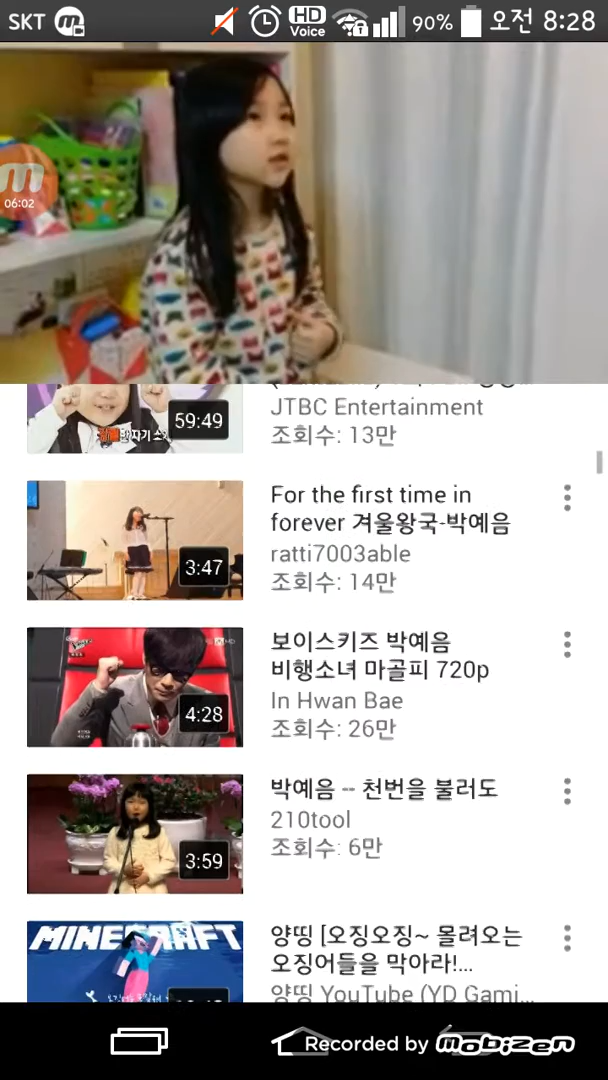 SKT
HD
Voice
90%
오전 8:28
06:02
59:49
JTBC Entertainment
조회수: 13만
For the first time in
forever 겨울왕국-박예음
ratti7003able
조회수: 14만
3:47
보이스키즈 박예음
비행소녀 마골피 720p
In Hwan Bae
조회수: 26만
4:28
박예음 -- 천번을 불러도
210tool
조회수: 6만
3:59
MINECRAFT
양띵 [오징오징~ 몰려오는
오징어들을 막아라!...
양띵 YouTube (YD Gami...
Recorded by mobizen